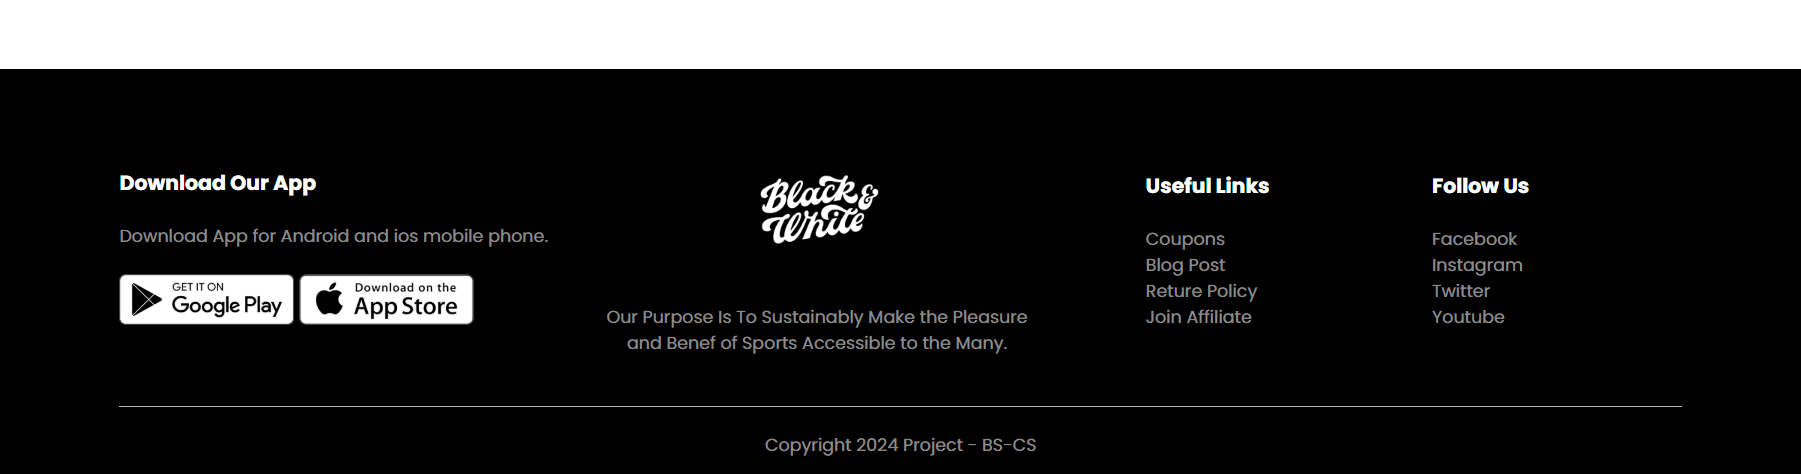 Download Our App
Download App for Android and ios mobile phone.
GET IT ON
Google Play
Download on the
App Store
Black &
White
Our Purpose Is To Sustainably Make the Pleasure
and Benef of Sports Accessible to the Many.
Useful Links
Coupons
Blog Post
Reture Policy
Join Affiliate
Follow Us
Facebook
Instagram
Twitter
Youtube
Copyright 2024 Project - BS-CS